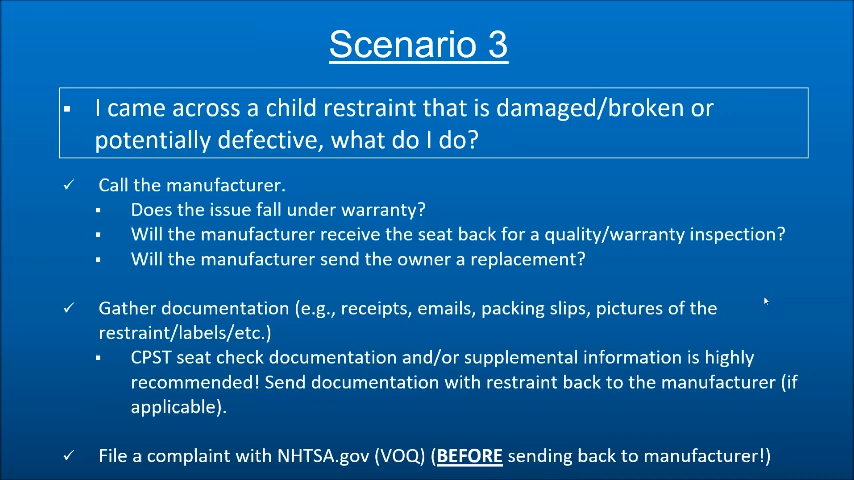 Scenario 3
▪ I came across a child restraint that is damaged/broken or
potentially defective, what do I do?
✓ Call the manufacturer.
▪ Does the issue fall under warranty?
▪ Will the manufacturer receive the seat back for a quality/warranty inspection?
▪ Will the manufacturer send the owner a replacement?
✓ Gather documentation (e.g., receipts, emails, packing slips, pictures of the
restraint/labels/etc.)
▪ CPST seat check documentation and/or supplemental information is highly
recommended! Send documentation with restraint back to the manufacturer (if
applicable).
✓ File a complaint with NHTSA.gov (VOQ) (BEFORE sending back to manufacturer!)